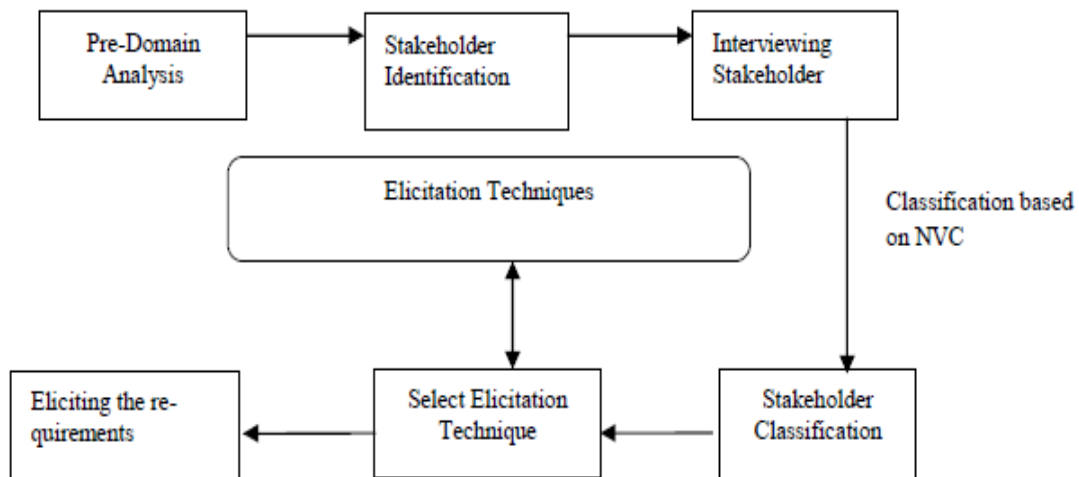 Pre-Domain
Analysis
Stakeholder
Identification
Interviewing
Stakeholder
Elicitation Techniques
Classification based
on NVC
Eliciting the re-
quirements
Select Elicitation
Technique
Stakeholder
Classification